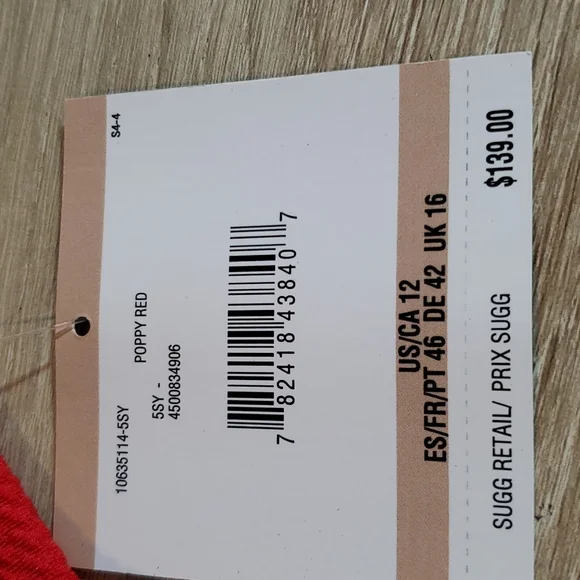 S4-4
10635114-5SY
POPPY RED
5SY -
4500834906
7 82418 43840 7
US/CA 12
ES/FR/PT 46 DE 42 UK 16
SUGG RETAIL/ PRIX SUGG $139.00